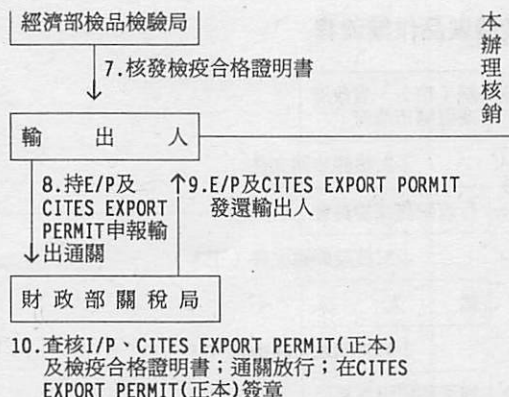 經濟部檢品檢驗局
7.核發檢疫合格證明書
本辦理核銷
輸出人
8.持E/P及
CITES EXPORT
PERMIT申報輸
出通關
9.E/P及CITES EXPORT PORMIT
發還輸出人
財政部關稅局
10.查核I/P、CITES EXPORT PERMIT(正本)
及檢疫合格證明書；通關放行；在CITES
EXPORT PERMIT(正本)簽章